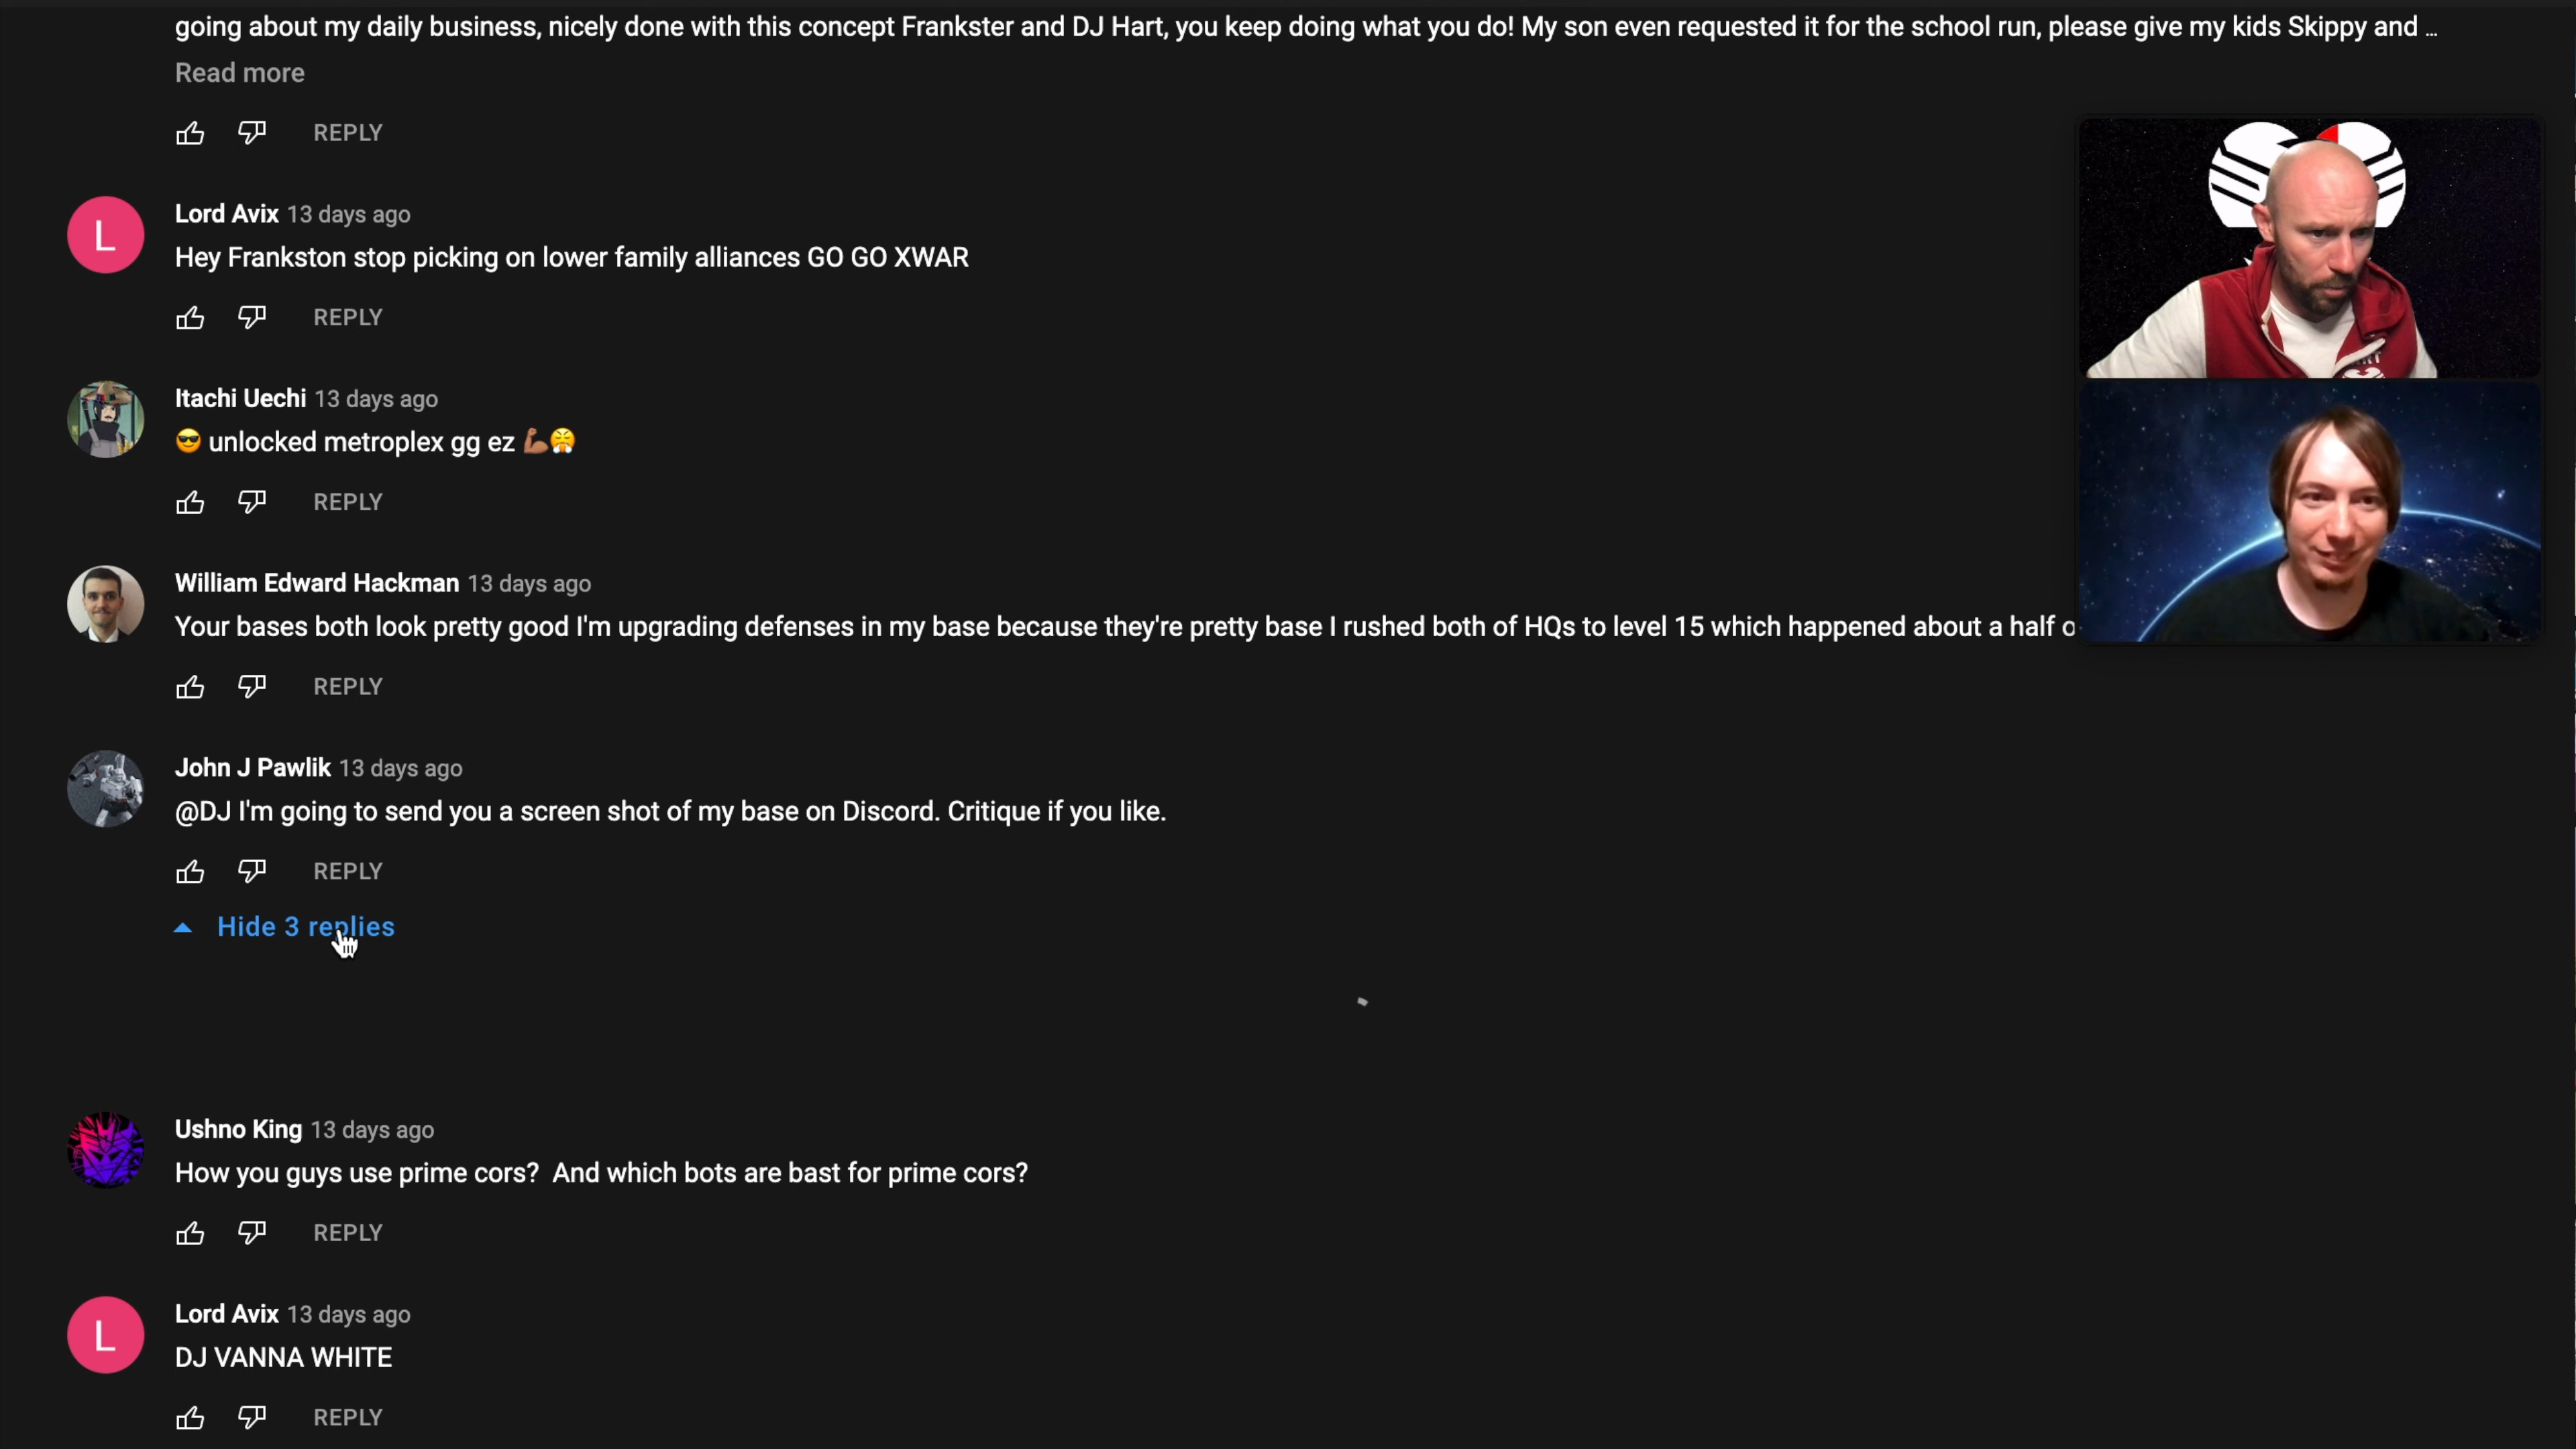 going about my daily business, nicely done with this concept Frankster and DJ Hart, you keep doing what you do! My son even requested it for the school run, please give my kids Skippy and ...
Read more
REPLY
L
Lord Avix 13 days ago
Hey Frankston stop picking on lower family alliances GO GO XWAR
REPLY
Itachi Uechi 13 days ago
😎 unlocked metroplex gg ez 💪🏾😤
REPLY
William Edward Hackman 13 days ago
Your bases both look pretty good I'm upgrading defenses in my base because they're pretty base I rushed both of HQs to level 15 which happened about a half o
REPLY
John J Pawlik 13 days ago
@DJ I'm going to send you a screen shot of my base on Discord. Critique if you like.
REPLY
Hide 3 replies
Ushno King 13 days ago
How you guys use prime cors?  And which bots are bast for prime cors?
REPLY
L
Lord Avix 13 days ago
DJ VANNA WHITE
REPLY